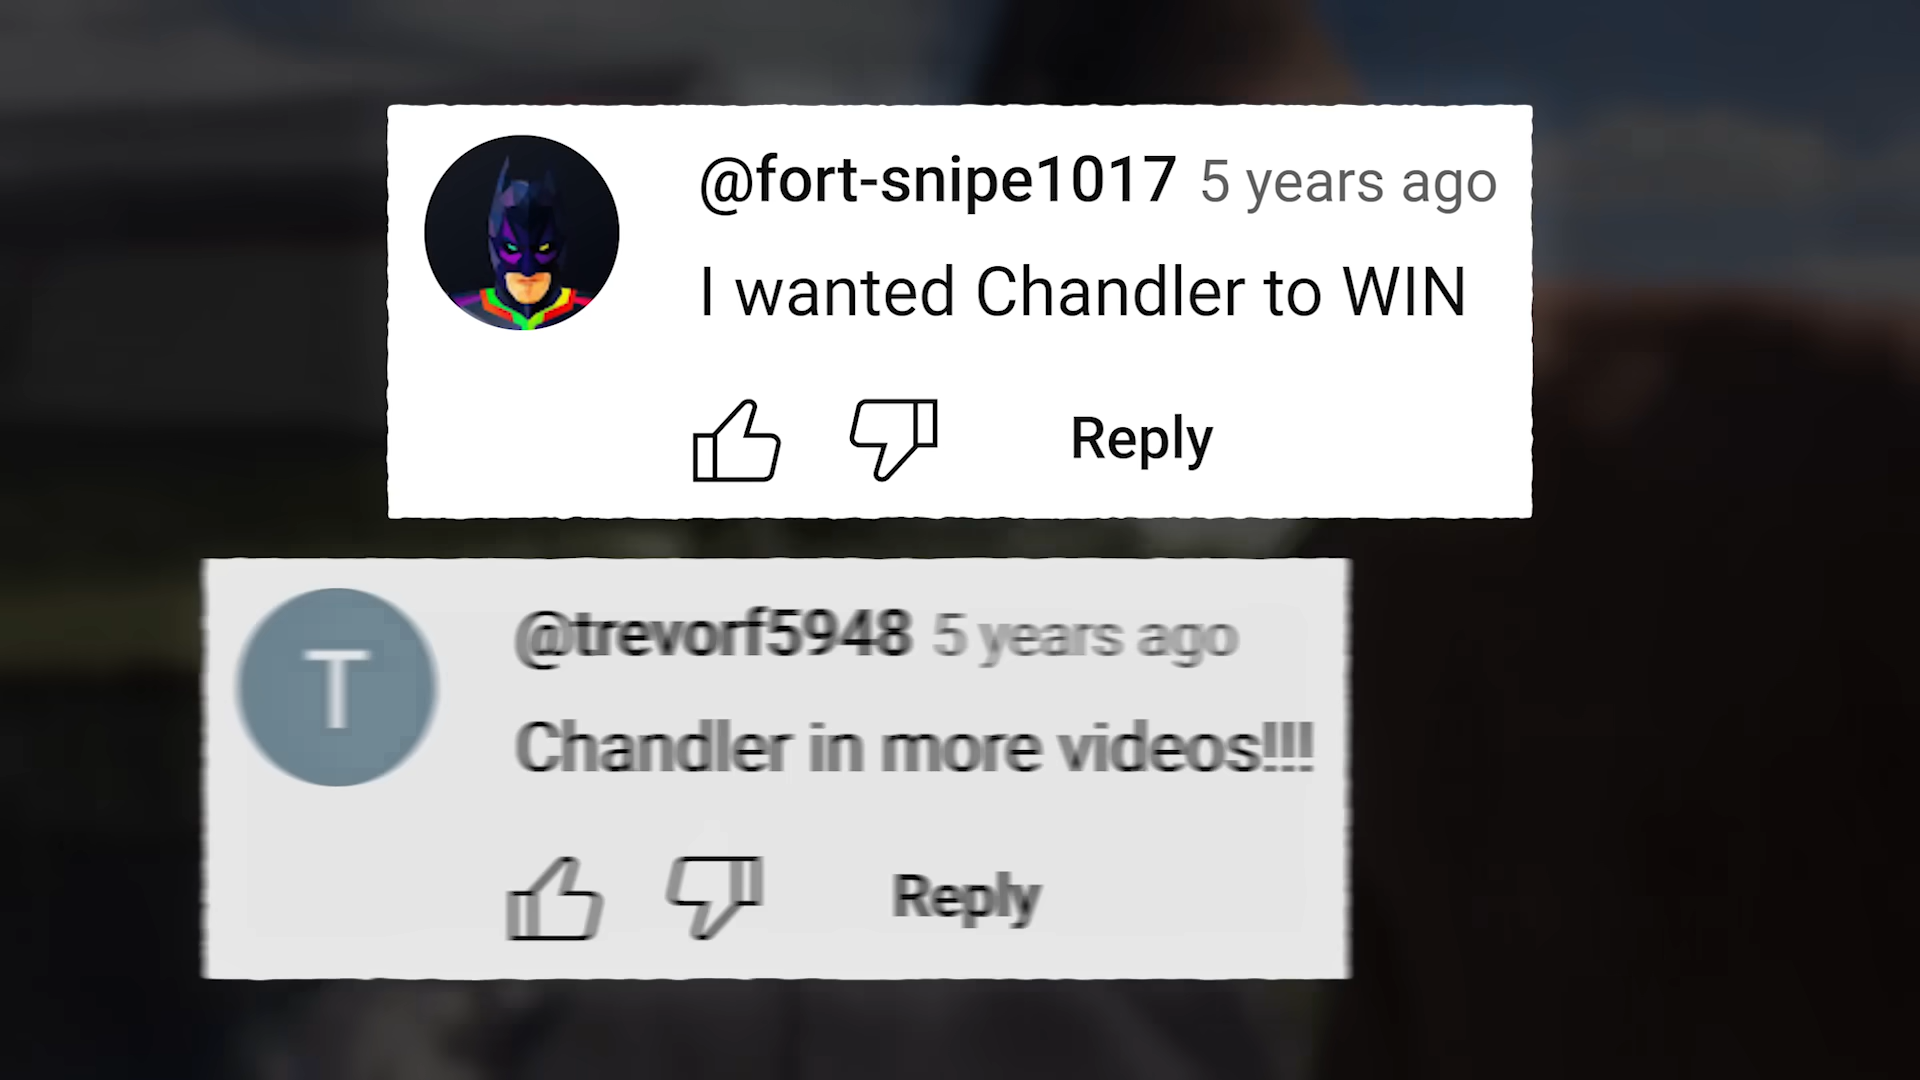 @fort-snipe1017 5 years ago
I wanted Chandler to WIN
Reply
T
@trevorf5948 5 years ago
Chandler in more videos!!!
Reply